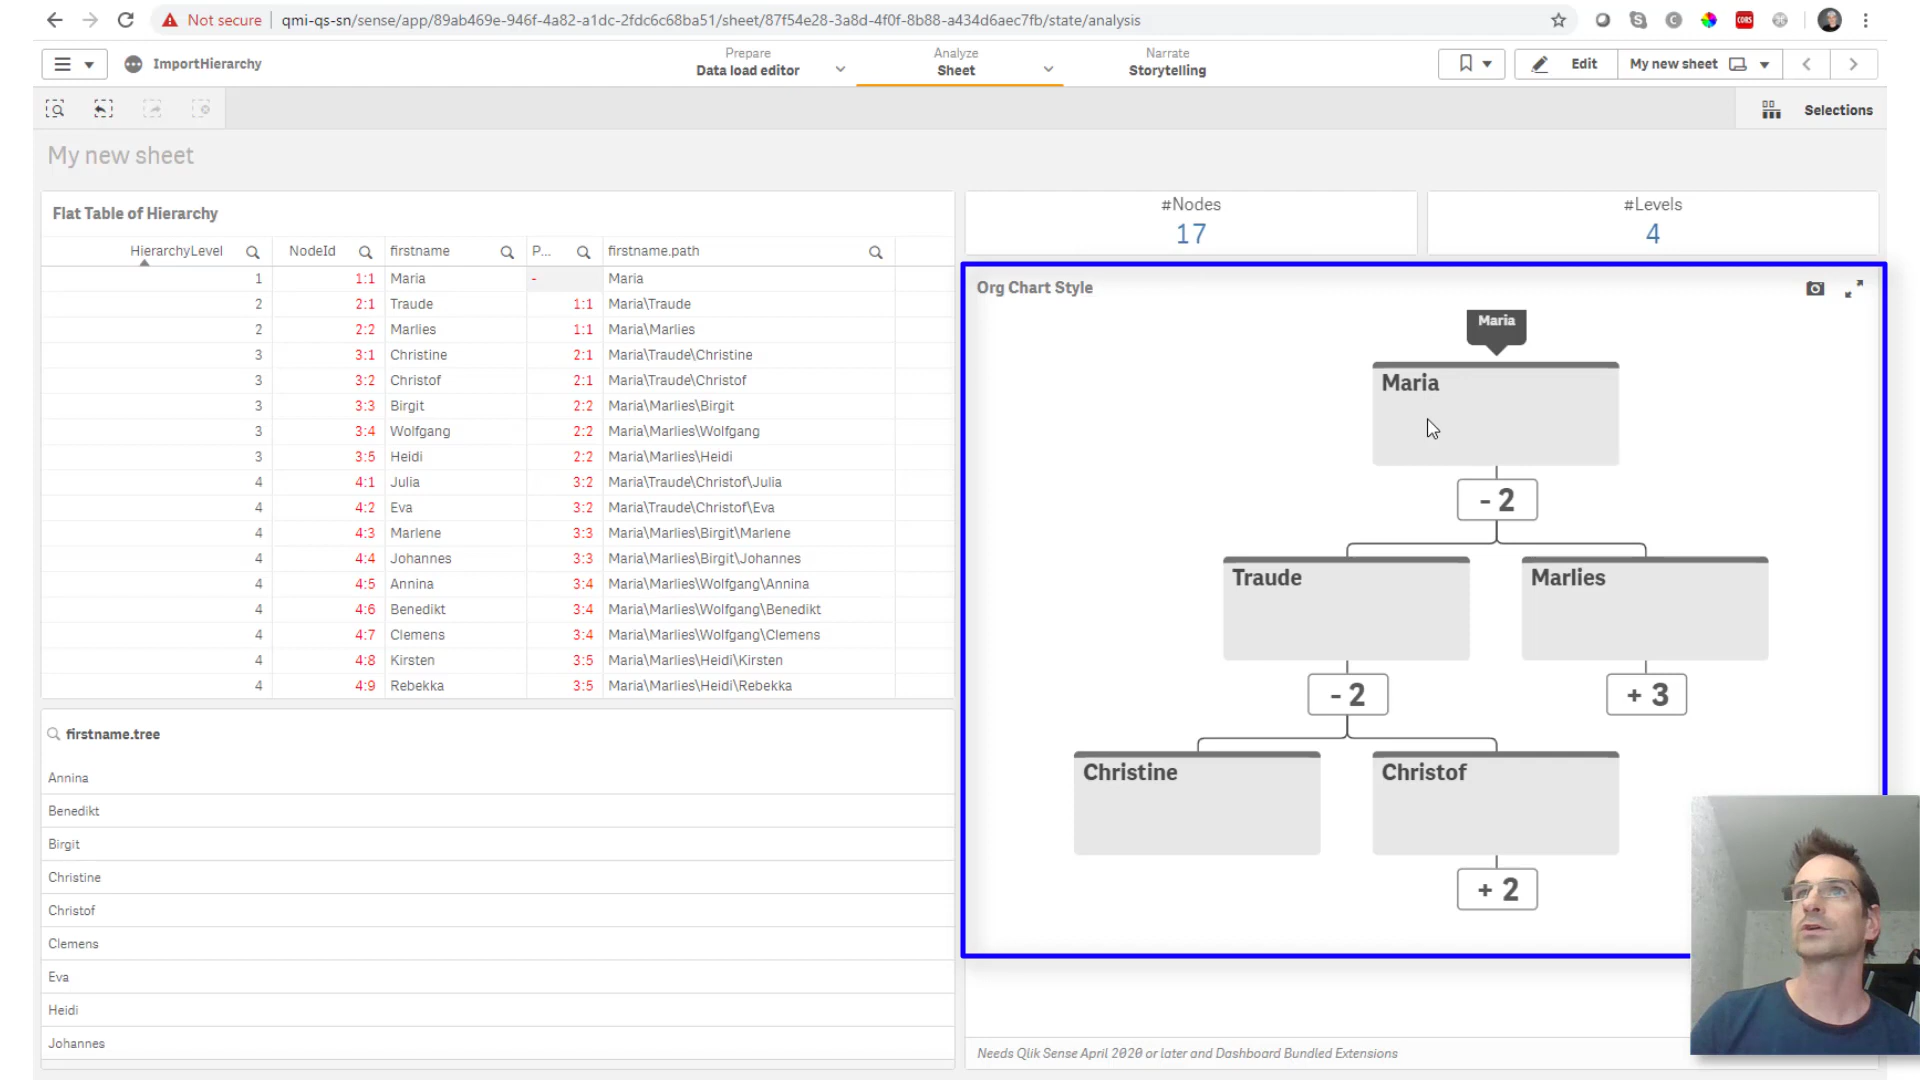 Not secure
qmi-qs-sn/sense/app/89ab469e-946f-4a82-a1dc-2fdc6c68ba51/sheet/87f54e28-3a8d-4f0f-8b88-a434d6aec7fb/state/analysis
CORS
ImportHierarchy
Prepare
Data load editor
Analyze
Sheet
Narrate
Storytelling
Edit
My new sheet
Selections
My new sheet
Flat Table of Hierarchy
HierarchyLevel NodeId firstname P... firstname.path
1 1:1 Maria - Maria
2 2:1 Traude 1:1 Maria\Traude
2 2:2 Marlies 1:1 Maria\Marlies
3 3:1 Christine 2:1 Maria\Traude\Christine
3 3:2 Christof 2:1 Maria\Traude\Christof
3 3:3 Birgit 2:2 Maria\Marlies\Birgit
3 3:4 Wolfgang 2:2 Maria\Marlies\Wolfgang
3 3:5 Heidi 2:2 Maria\Marlies\Heidi
4 4:1 Julia 3:2 Maria\Traude\Christof\Julia
4 4:2 Eva 3:2 Maria\Traude\Christof\Eva
4 4:3 Marlene 3:3 Maria\Marlies\Birgit\Marlene
4 4:4 Johannes 3:3 Maria\Marlies\Birgit\Johannes
4 4:5 Annina 3:4 Maria\Marlies\Wolfgang\Annina
4 4:6 Benedikt 3:4 Maria\Marlies\Wolfgang\Benedikt
4 4:7 Clemens 3:4 Maria\Marlies\Wolfgang\Clemens
4 4:8 Kirsten 3:5 Maria\Marlies\Heidi\Kirsten
4 4:9 Rebekka 3:5 Maria\Marlies\Heidi\Rebekka
firstname.tree
Annina
Benedikt
Birgit
Christine
Christof
Clemens
Eva
Heidi
Johannes
#Nodes
17
#Levels
4
Org Chart Style
Maria
Maria
- 2
Traude
Marlies
- 2
+ 3
Christine
Christof
+ 2
Needs Qlik Sense April 2020 or later and Dashboard Bundled Extensions